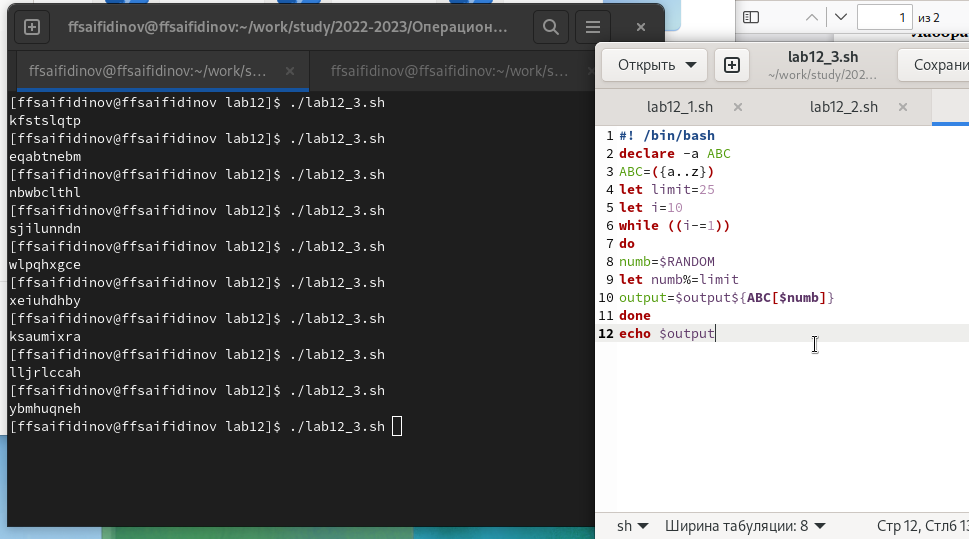 ffsaifidinov@ffsaifidinov:~/work/study/2022-2023/Операцион...
ffsaifidinov@ffsaifidinov:~/work/s...
ffsaifidinov@ffsaifidinov:~/work/s...
[ffsaifidinov@ffsaifidinov lab12]$ ./lab12_3.sh
kfstslqtp
[ffsaifidinov@ffsaifidinov lab12]$ ./lab12_3.sh
eqabtnebm
[ffsaifidinov@ffsaifidinov lab12]$ ./lab12_3.sh
nbwbclthl
[ffsaifidinov@ffsaifidinov lab12]$ ./lab12_3.sh
sjilunndn
[ffsaifidinov@ffsaifidinov lab12]$ ./lab12_3.sh
wlpqhxgce
[ffsaifidinov@ffsaifidinov lab12]$ ./lab12_3.sh
xeiuhdhby
[ffsaifidinov@ffsaifidinov lab12]$ ./lab12_3.sh
ksaumixra
[ffsaifidinov@ffsaifidinov lab12]$ ./lab12_3.sh
lljrlccah
[ffsaifidinov@ffsaifidinov lab12]$ ./lab12_3.sh
ybmhuqneh
[ffsaifidinov@ffsaifidinov lab12]$ ./lab12_3.sh
1 из 2
Открыть
lab12_3.sh
~/work/study/202...
Сохрани
lab12_1.sh
lab12_2.sh
1 #! /bin/bash
2 declare -a ABC
3 ABC=({a..z})
4 let limit=25
5 let i=10
6 while ((i-=1))
7 do
8 numb=$RANDOM
9 let numb%=limit
10 output=$output${ABC[$numb]}
11 done
12 echo $output
sh
Ширина табуляции: 8
Стр 12, Стлб 13